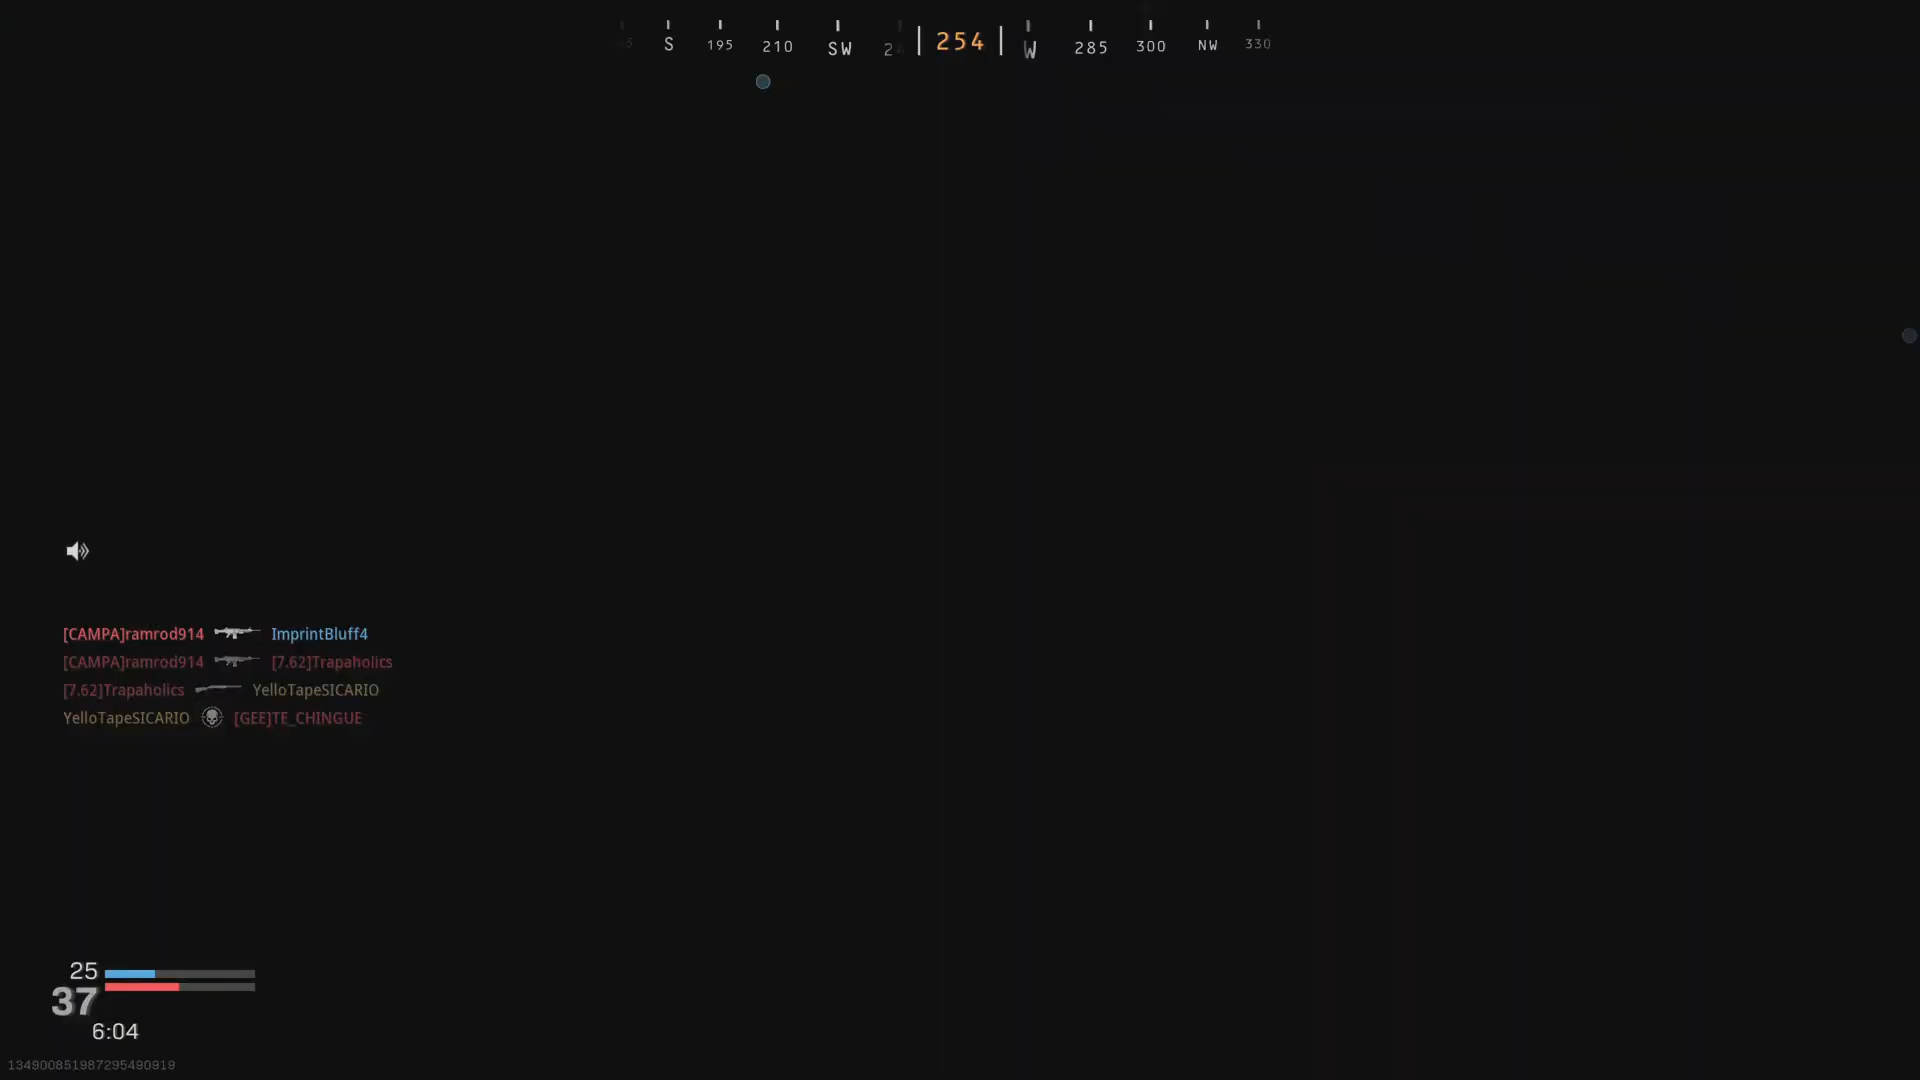 S 195 210 SW 254 W 285 300 NW 330
[CAMPA]ramrod914 ImprintBluff4
[CAMPA]ramrod914 [7.62]Trapaholics
[7.62]Trapaholics YelloTapeSICARIO
YelloTapeSICARIO [GEE]TE_CHINGUE
25
37
6:04
134900851987295490919